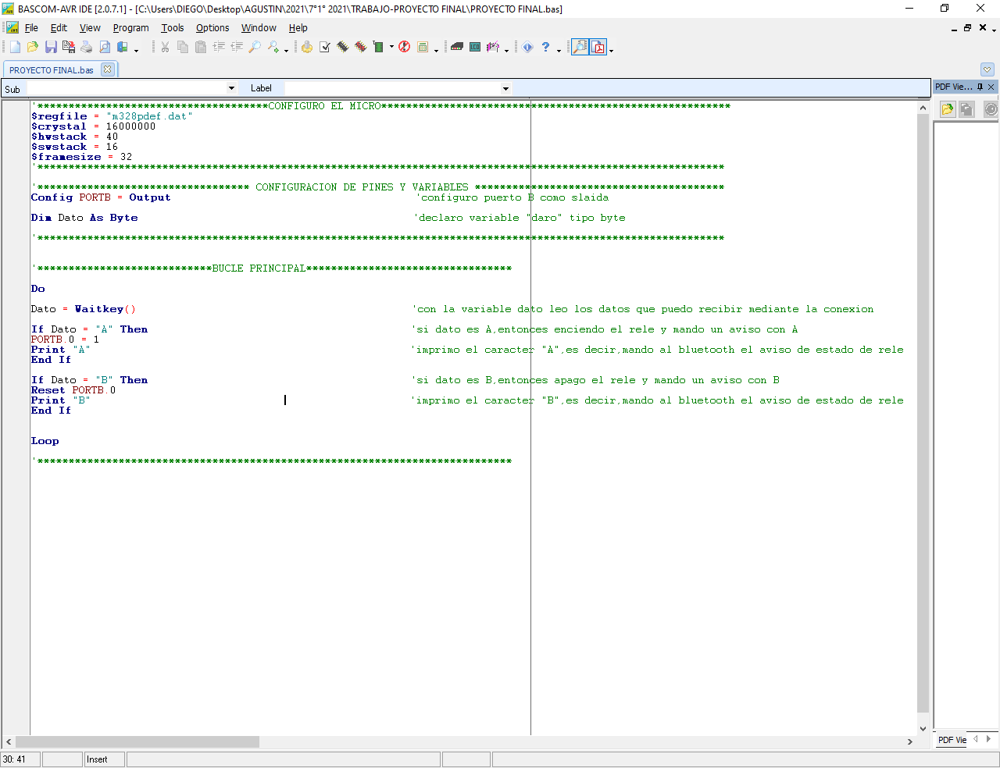 BASCOM-AVR IDE [2.0.7.1] - [C:\Users\DIEGO\Desktop\AGUSTIN\2021\7°1° 2021\TRABAJO-PROYECTO FINAL\PROYECTO FINAL.bas]
File Edit View Program Tools Options Window Help
PROYECTO FINAL.bas
Sub Label
PDF Vie...
'*************************************CONFIGURO EL MICRO********************************************************
$regfile = "m328pdef.dat"
$crystal = 16000000
$hwstack = 40
$swstack = 16
$framesize = 32
'**************************************************************************************************************
'********************************** CONFIGURACION DE PINES Y VARIABLES ****************************************
Config PORTB = Output 'configuro puerto B como slaida
Dim Dato As Byte 'declaro variable "daro" tipo byte
'**************************************************************************************************************
'****************************BUCLE PRINCIPAL*********************************
Do
Dato = Waitkey() 'con la variable dato leo los datos que puedo recibir mediante la conexion
If Dato = "A" Then 'si dato es A,entonces enciendo el rele y mando un aviso con A
PORTB.0 = 1
Print "A" 'imprimo el caracter "A",es decir,mando al bluetooth el aviso de estado de rele
End If
If Dato = "B" Then 'si dato es B,entonces apago el rele y mando un aviso con B
Reset PORTB.0
Print "B" 'imprimo el caracter "B",es decir,mando al bluetooth el aviso de estado de rele
End If
Loop
'****************************************************************************
PDF Vie
30: 41 Insert